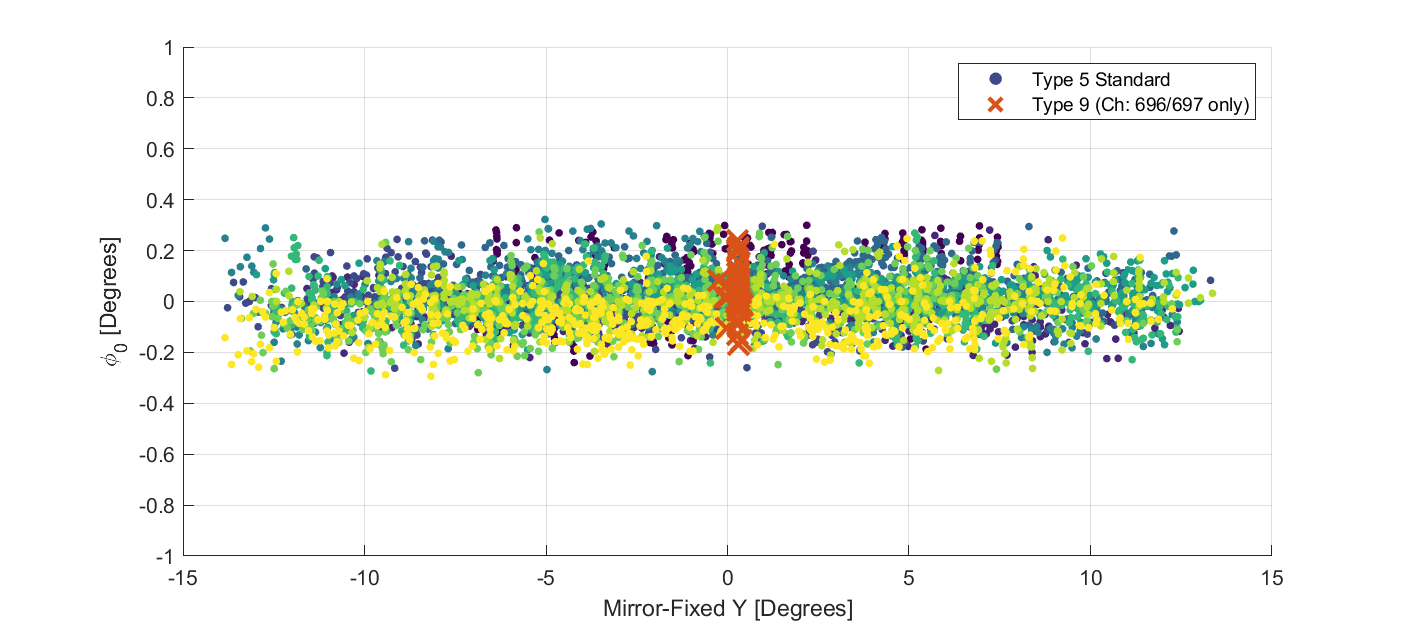 Type 5 Standard
Type 9 (Ch: 696/697 only)
1
0.8
0.6
0.4
0.2
0
-0.2
-0.4
-0.6
-0.8
-1
ϕ0 [Degrees]
-15 -10 -5 0 5 10 15
Mirror-Fixed Y [Degrees]